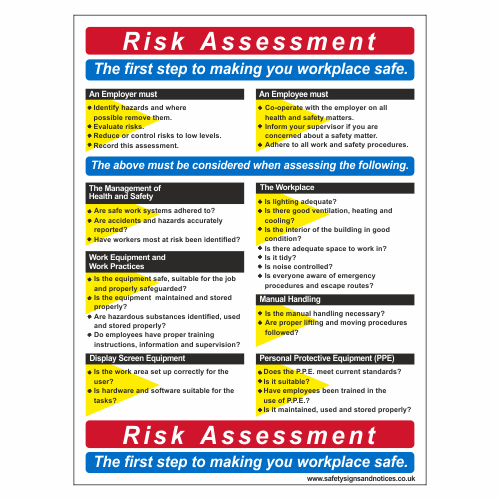 Risk Assessment
The first step to making you workplace safe.
An Employer must
Identify hazards and where
possible remove them.
Evaluate risks.
Reduce or control risks to low levels.
Record this assessment.
An Employee must
Co-operate with the employer on all
health and safety matters.
Inform your supervisor if you are
concerned about a safety matter.
Adhere to all work and safety procedures.
The above must be considered when assessing the following.
The Management of
Health and Safety
Are safe work systems adhered to?
Are accidents and hazards accurately
reported?
Have workers most at risk been identified?
Work Equipment and
Work Practices
Is the equipment safe, suitable for the job
and properly safeguarded?
Is the equipment maintained and stored
properly?
Are hazardous substances identified, used
and stored properly?
Do employees have proper training
instructions, information and supervision?
Display Screen Equipment
Is the work area set up correctly for the
user?
Is hardware and software suitable for the
tasks?
The Workplace
Is lighting adequate?
Is there good ventilation, heating and
cooling?
Is the interior of the building in good
condition?
Is there adequate space to work in?
Is it tidy?
Is noise controlled?
Is everyone aware of emergency
procedures and escape routes?
Manual Handling
Is the manual handling necessary?
Are proper lifting and moving procedures
followed?
Personal Protective Equipment (PPE)
Does the P.P.E. meet current standards?
Is it suitable?
Have employees been trained in the
use of P.P.E.?
Is it maintained, used and stored properly?
Risk Assessment
The first step to making you workplace safe.
www.safetysignsandnotices.co.uk